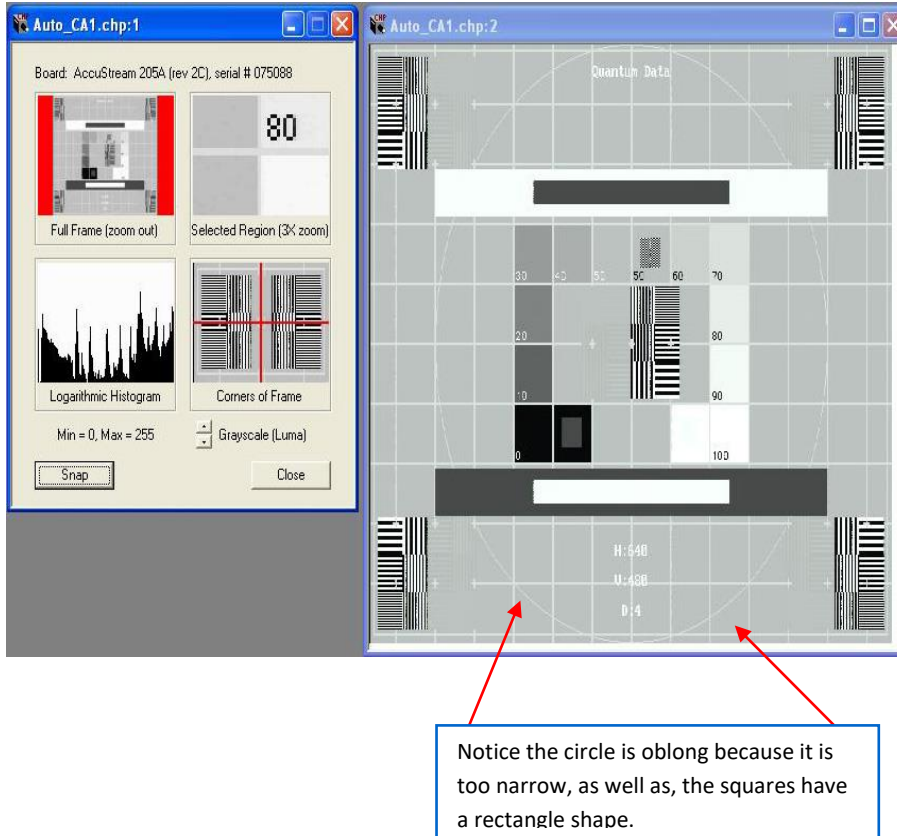 Auto_CA1.chp:1
Board: AccuStream 205A (rev 2C), serial # 075088
80
Full Frame (zoom out)
Selected Region (3X zoom)
Logarithmic Histogram
Corners of Frame
Min = 0, Max = 255
Grayscale (Luma)
Snap
Close
Auto_CA1.chp:2
Quantum Data
30 40 50 50 60 70
20 80
10 90
0 100
H:640
V:480
D:4
Notice the circle is oblong because it is
too narrow, as well as, the squares have
a rectangle shape.